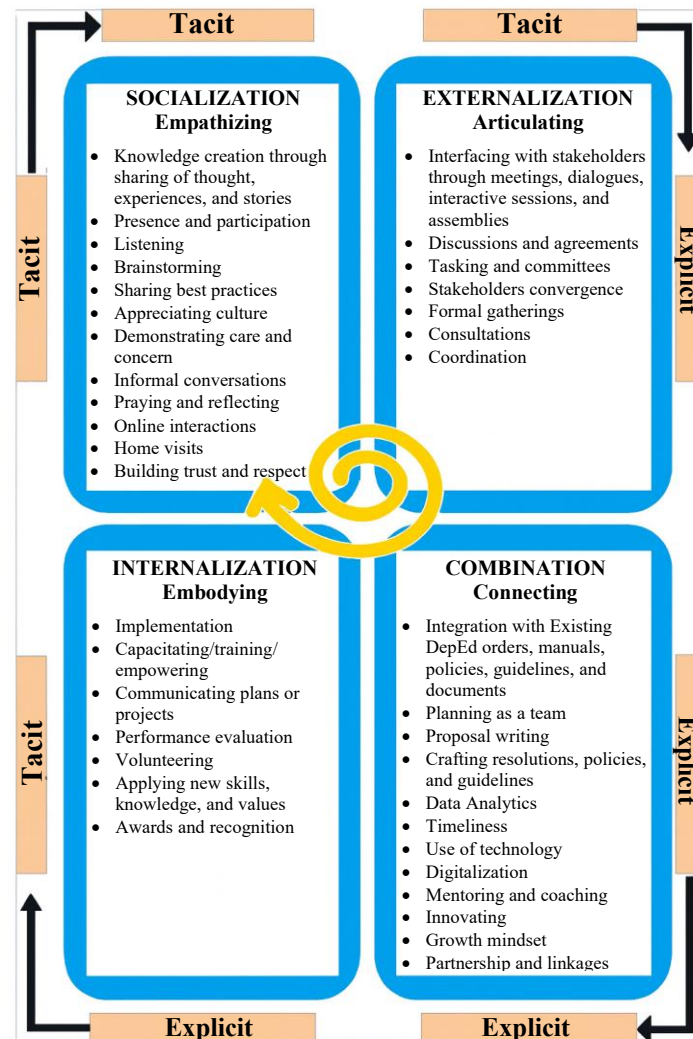 Tacit
Tacit
Tacit
SOCIALIZATION
Empathizing
• Knowledge creation through
sharing of thought,
experiences, and stories
• Presence and participation
• Listening
• Brainstorming
• Sharing best practices
• Appreciating culture
• Demonstrating care and
concern
• Informal conversations
• Praying and reflecting
• Online interactions
• Home visits
• Building trust and respect
EXTERNALIZATION
Articulating
• Interfacing with stakeholders
through meetings, dialogues,
interactive sessions, and
assemblies
• Discussions and agreements
• Tasking and committees
• Stakeholders convergence
• Formal gatherings
• Consultations
• Coordination
Explicit
Tacit
INTERNALIZATION
Embodying
• Implementation
• Capacitating/training/
empowering
• Communicating plans or
projects
• Performance evaluation
• Volunteering
• Applying new skills,
knowledge, and values
• Awards and recognition
COMBINATION
Connecting
• Integration with Existing
DepEd orders, manuals,
policies, guidelines, and
documents
• Planning as a team
• Proposal writing
• Crafting resolutions, policies,
and guidelines
• Data Analytics
• Timeliness
• Use of technology
• Digitalization
• Mentoring and coaching
• Innovating
• Growth mindset
• Partnership and linkages
Explicit
Explicit
Explicit